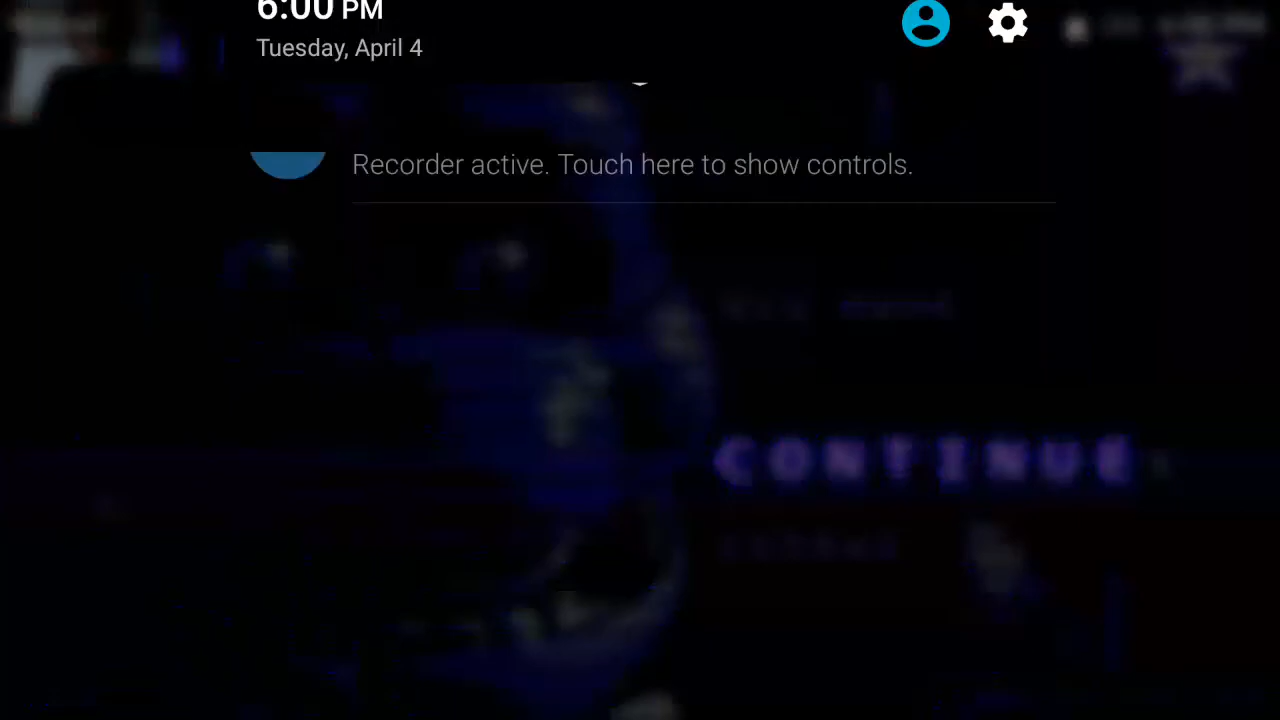 6:00 PM
Tuesday, April 4
Recorder active. Touch here to show controls.
CONTINUE